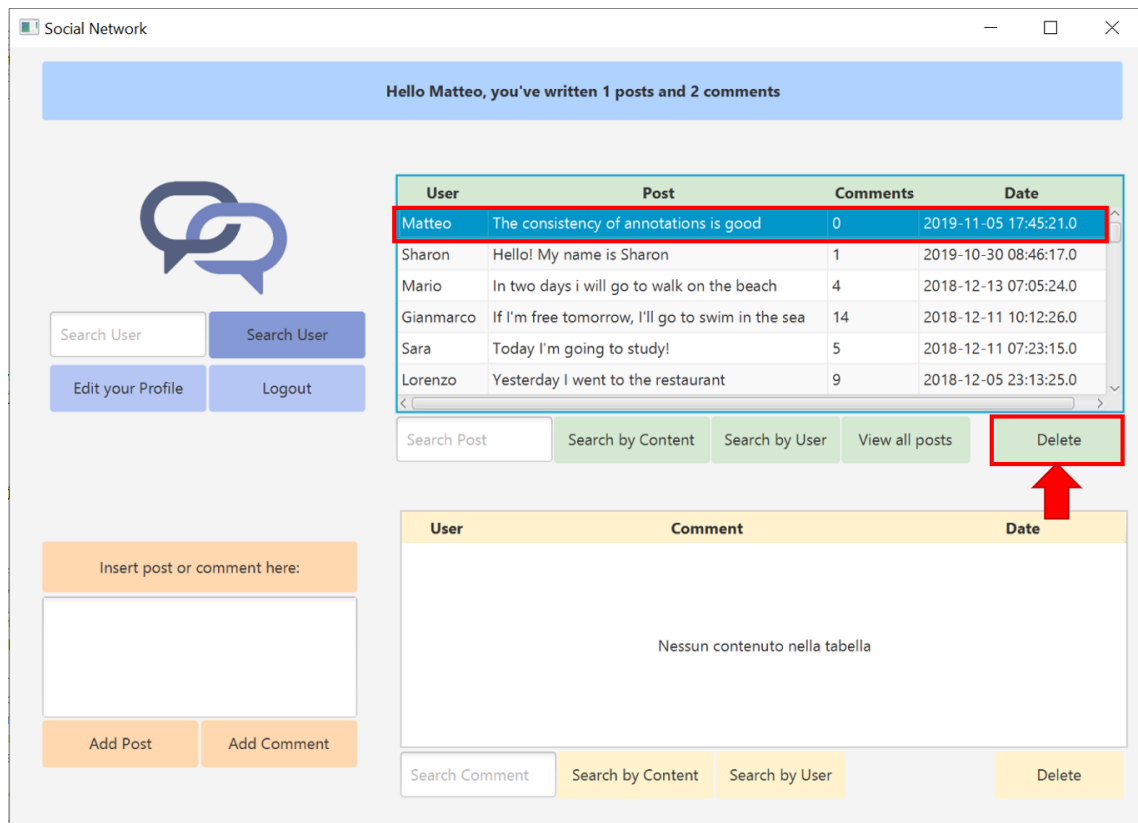 Social Network
Hello Matteo, you've written 1 posts and 2 comments
User Post Comments Date
Matteo The consistency of annotations is good 0 2019-11-05 17:45:21.0
Sharon Hello! My name is Sharon 1 2019-10-30 08:46:17.0
Mario In two days i will go to walk on the beach 4 2018-12-13 07:05:24.0
Gianmarco If I'm free tomorrow, I'll go to swim in the sea 14 2018-12-11 10:12:26.0
Sara Today I'm going to study! 5 2018-12-11 07:23:15.0
Lorenzo Yesterday I went to the restaurant 9 2018-12-05 23:13:25.0
Search User Search User
Edit your Profile Logout
Search Post Search by Content Search by User View all posts Delete
User Comment Date
Nessun contenuto nella tabella
Insert post or comment here:
Add Post Add Comment
Search Comment Search by Content Search by User Delete